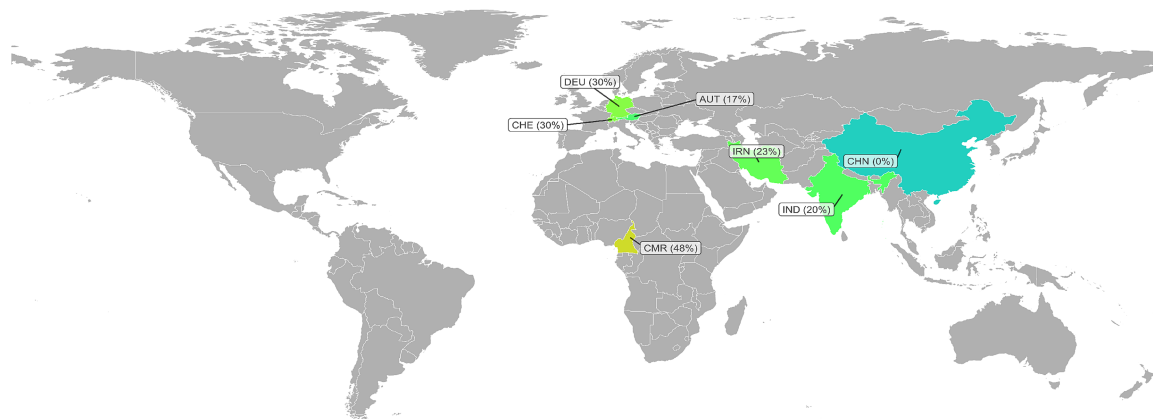 DEU (30%)
AUT (17%)
CHE (30%)
IRN (23%)
CHN (0%)
IND (20%)
CMR (48%)